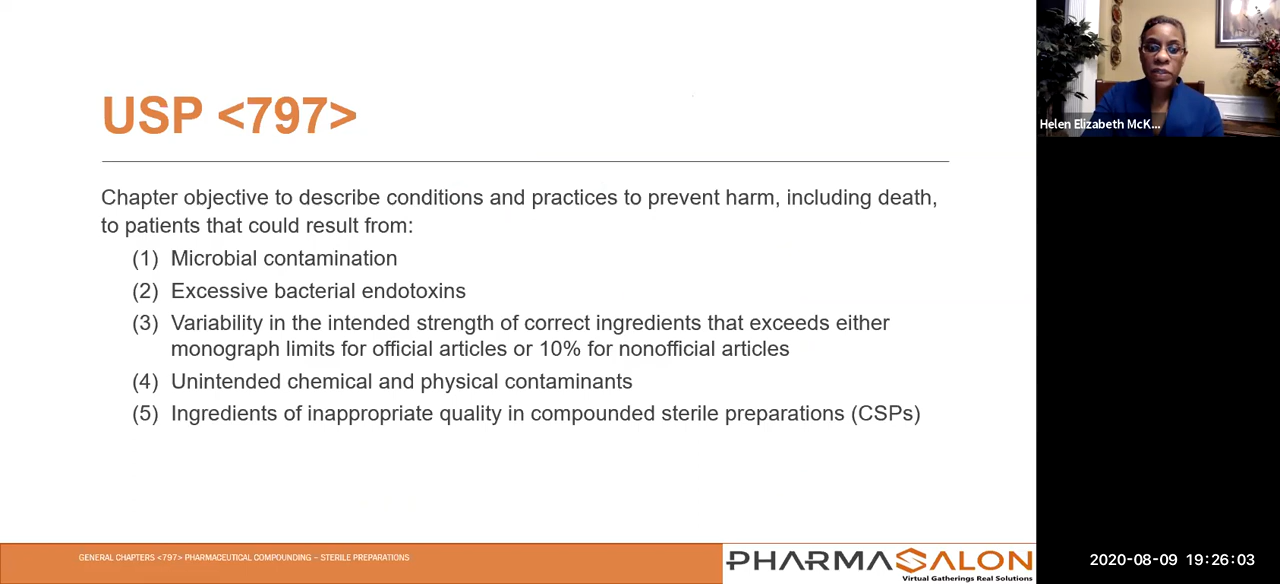 USP <797>
Chapter objective to describe conditions and practices to prevent harm, including death,
to patients that could result from:
(1) Microbial contamination
(2) Excessive bacterial endotoxins
(3) Variability in the intended strength of correct ingredients that exceeds either
monograph limits for official articles or 10% for nonofficial articles
(4) Unintended chemical and physical contaminants
(5) Ingredients of inappropriate quality in compounded sterile preparations (CSPs)
GENERAL CHAPTERS <797> PHARMACEUTICAL COMPOUNDING – STERILE PREPARATIONS
PHARMASALON
Virtual Gatherings Real Solutions
Helen Elizabeth McK...
2020-08-09 19:26:03